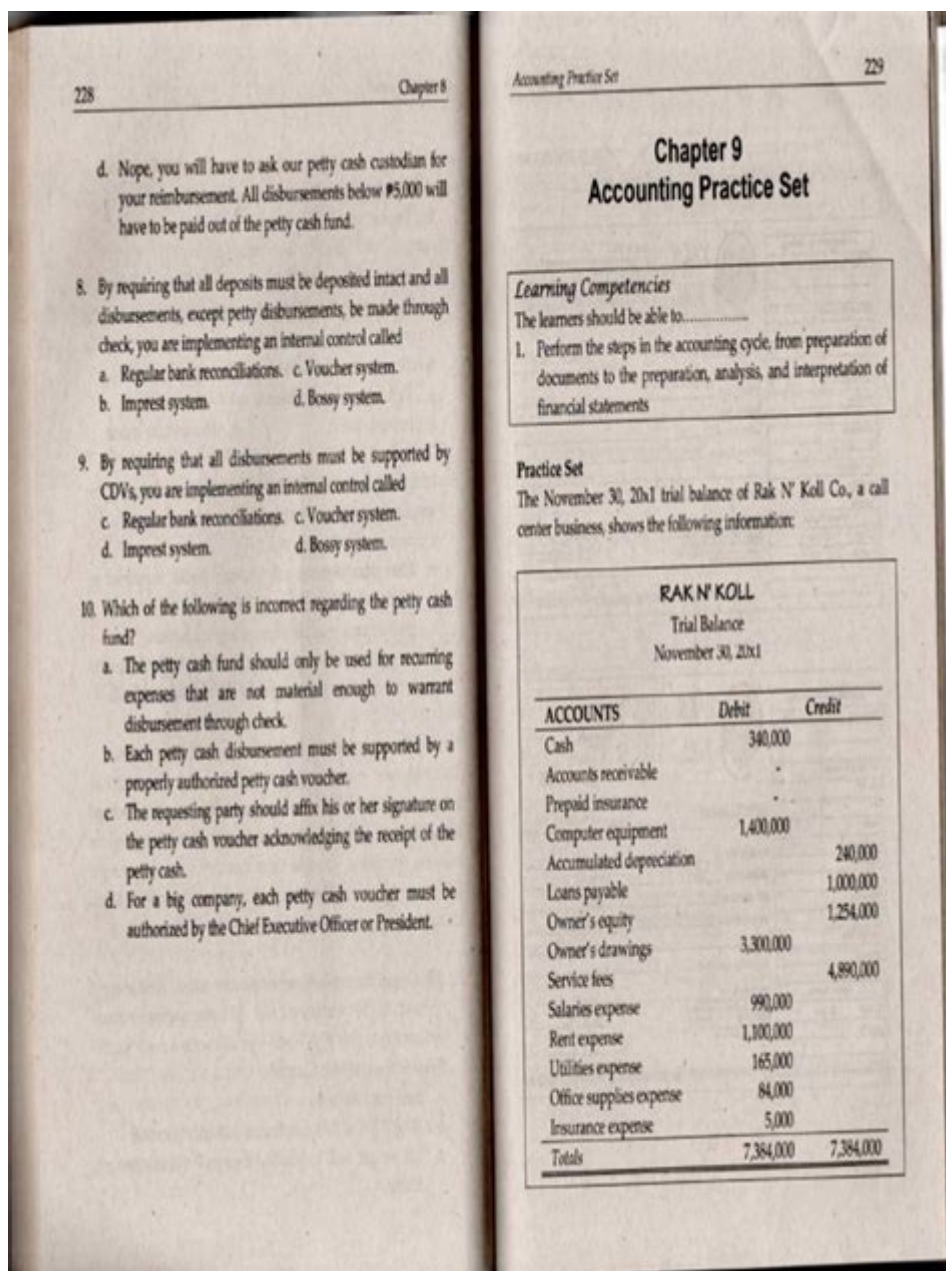 228
Chapter 8
d. Nope, you will have to ask our petty cash custodian for
your reimbursement. All disbursements below ₱5,000 will
have to be paid out of the petty cash fund.
8. By requiring that all deposits must be deposited intact and all
disbursements, except petty disbursements, be made through
check, you are implementing an internal control called
a. Regular bank reconciliations. c. Voucher system.
b. Imprest system. d. Bossy system.
9. By requiring that all disbursements must be supported by
CDVs, you are implementing an internal control called
c. Regular bank reconciliations. c. Voucher system.
d. Imprest system. d. Bossy system.
10. Which of the following is incorrect regarding the petty cash
fund?
a. The petty cash fund should only be used for recurring
expenses that are not material enough to warrant
disbursement through check.
b. Each petty cash disbursement must be supported by a
properly authorized petty cash voucher.
c. The requesting party should affix his or her signature on
the petty cash voucher acknowledging the receipt of the
petty cash.
d. For a big company, each petty cash voucher must be
authorized by the Chief Executive Officer or President.
Accounting Practice Set
229
Chapter 9
Accounting Practice Set
Learning Competencies
The learners should be able to...............
1. Perform the steps in the accounting cycle, from preparation of
documents to the preparation, analysis, and interpretation of
financial statements
Practice Set
The November 30, 20x1 trial balance of Rak N' Koll Co., a call
center business, shows the following information:
RAK N' KOLL
Trial Balance
November 30, 20x1
ACCOUNTS Debit Credit
Cash 340,000
Accounts receivable -
Prepaid insurance -
Computer equipment 1,400,000
Accumulated depreciation 240,000
Loans payable 1,000,000
Owner's equity 1,254,000
Owner's drawings 3,300,000
Service fees 4,890,000
Salaries expense 990,000
Rent expense 1,100,000
Utilities expense 165,000
Office supplies expense 84,000
Insurance expense 5,000
Totals 7,384,000 7,384,000